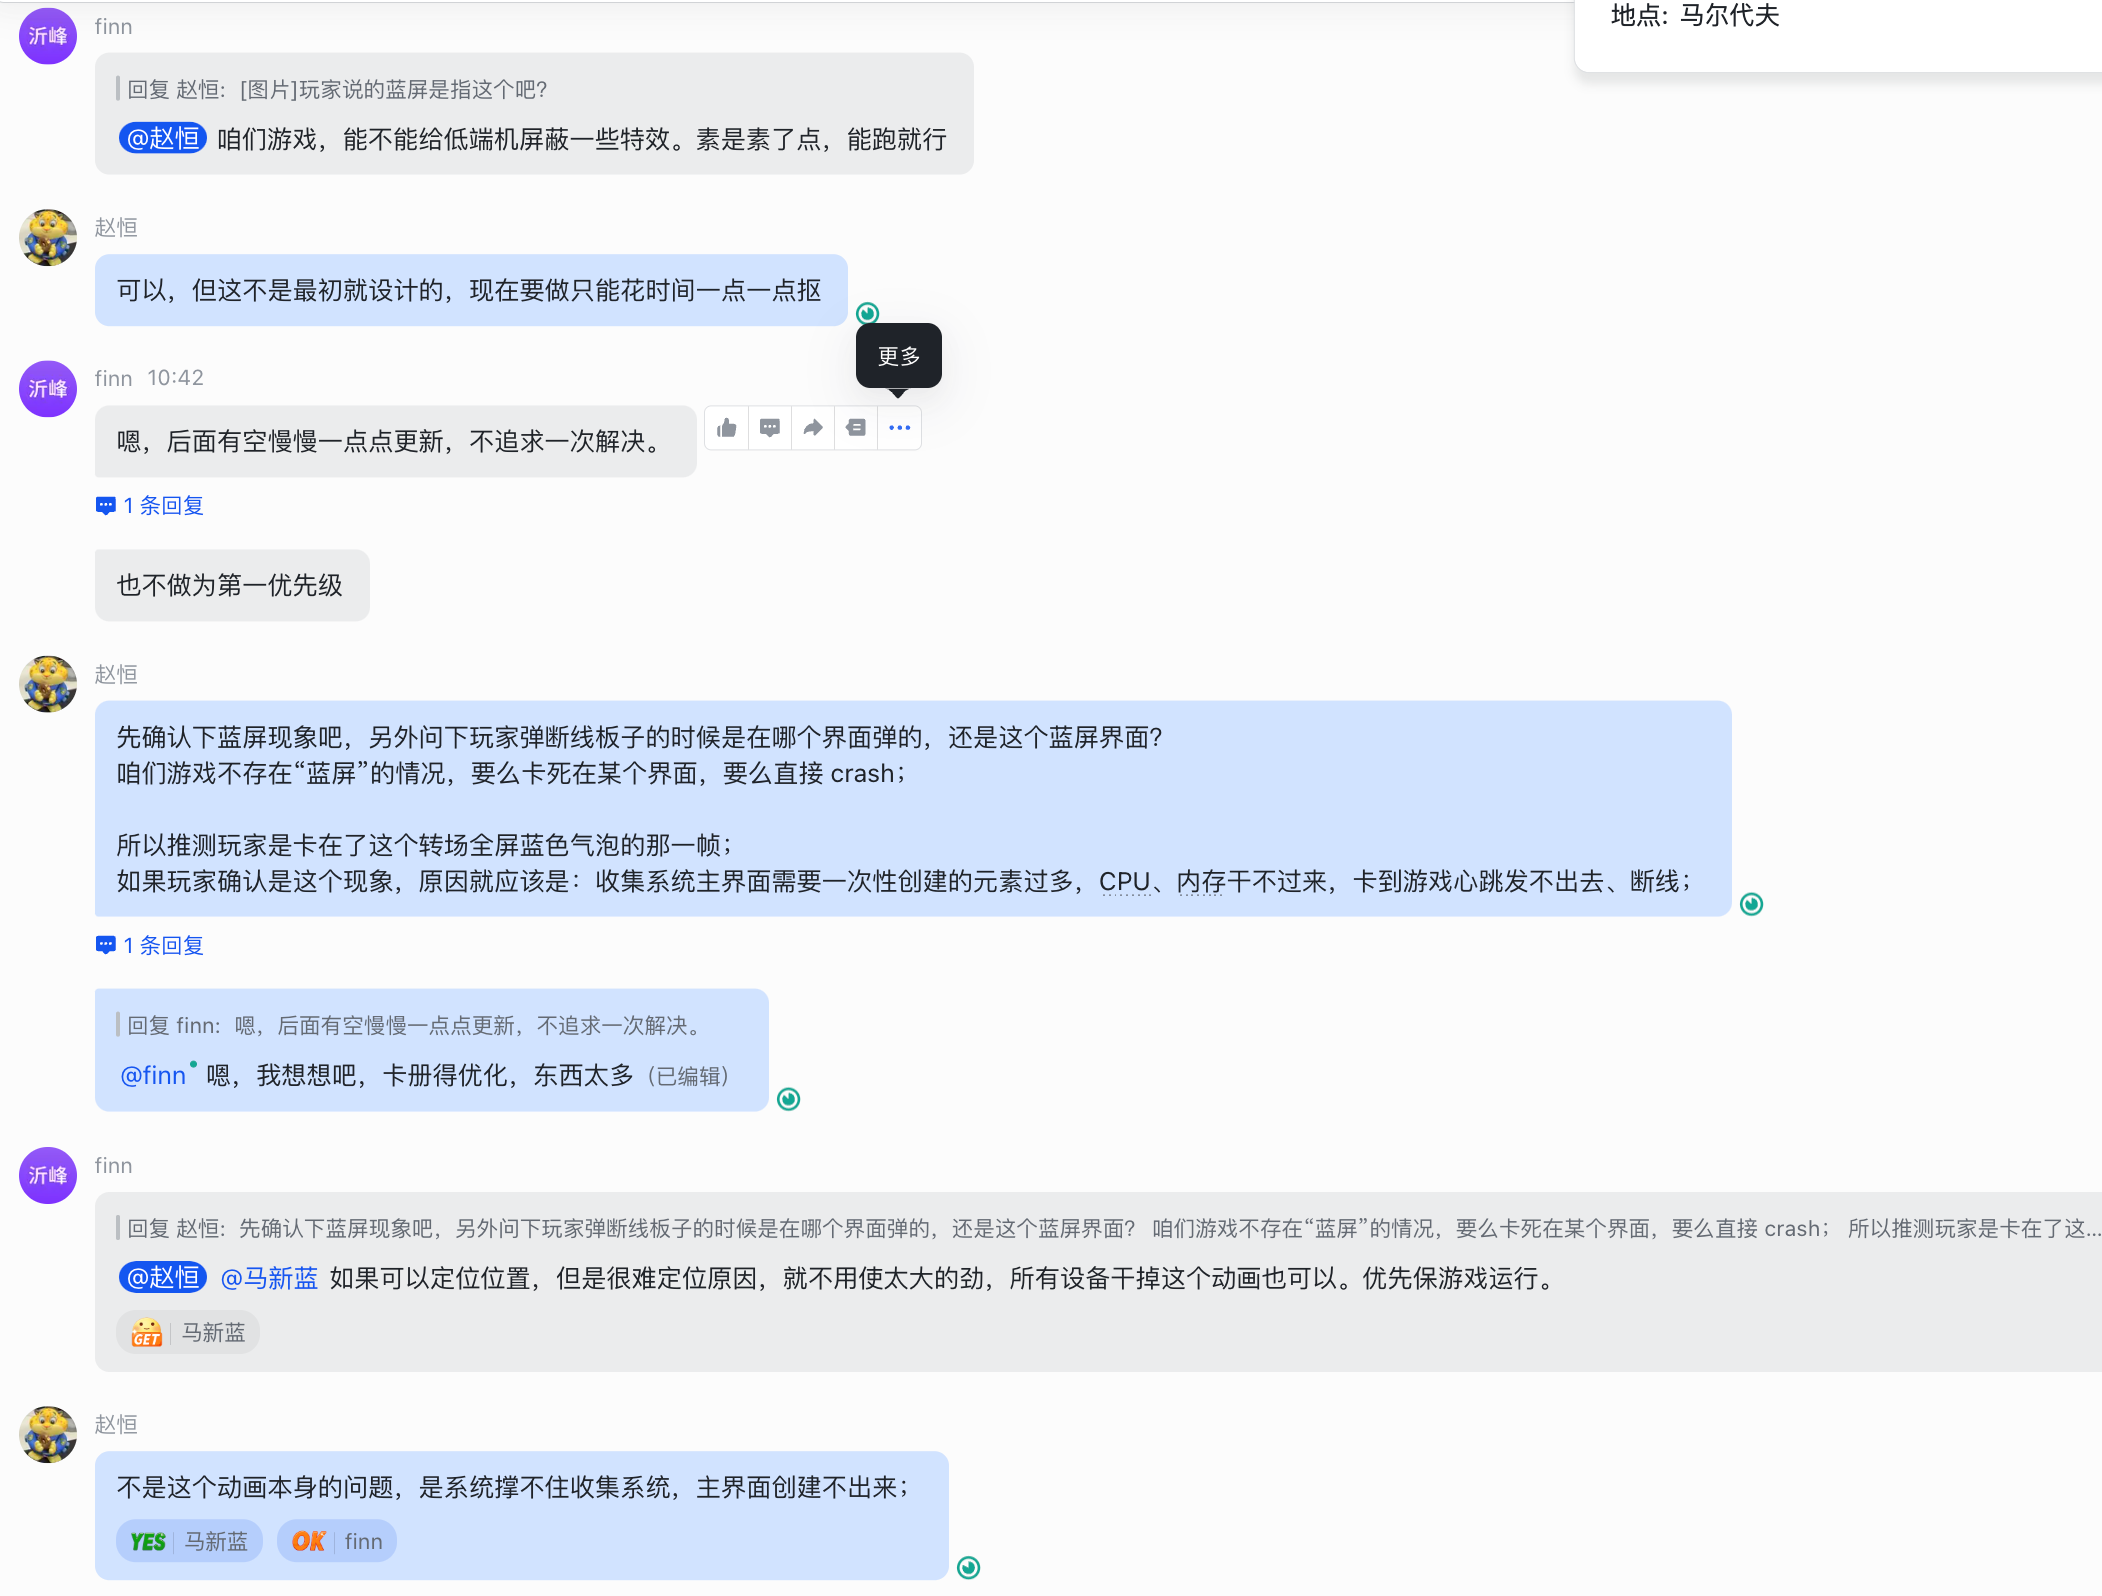 地点: 马尔代夫
沂峰
finn
回复 赵恒: [图片]玩家说的蓝屏是指这个吧?
@赵恒 咱们游戏，能不能给低端机屏蔽一些特效。素是素了点，能跑就行
赵恒
可以，但这不是最初就设计的，现在要做只能花时间一点一点抠
更多
沂峰
finn 10:42
嗯，后面有空慢慢一点点更新，不追求一次解决。
1 条回复
也不做为第一优先级
赵恒
先确认下蓝屏现象吧，另外问下玩家弹断线板子的时候是在哪个界面弹的，还是这个蓝屏界面?
咱们游戏不存在“蓝屏”的情况，要么卡死在某个界面，要么直接 crash；
所以推测玩家是卡在了这个转场全屏蓝色气泡的那一帧；
如果玩家确认是这个现象，原因就应该是：收集系统主界面需要一次性创建的元素过多，CPU、内存干不过来，卡到游戏心跳发不出去、断线；
1 条回复
回复 finn: 嗯，后面有空慢慢一点点更新，不追求一次解决。
@finn 嗯，我想想吧，卡册得优化，东西太多（已编辑）
沂峰
finn
回复 赵恒: 先确认下蓝屏现象吧，另外问下玩家弹断线板子的时候是在哪个界面弹的，还是这个蓝屏界面? 咱们游戏不存在“蓝屏”的情况，要么卡死在某个界面，要么直接 crash； 所以推测玩家是卡在了这...
@赵恒 @马新蓝 如果可以定位位置，但是很难定位原因，就不用使太大的劲，所有设备干掉这个动画也可以。优先保游戏运行。
GET 马新蓝
赵恒
不是这个动画本身的问题，是系统撑不住收集系统，主界面创建不出来；
YES 马新蓝 OK finn